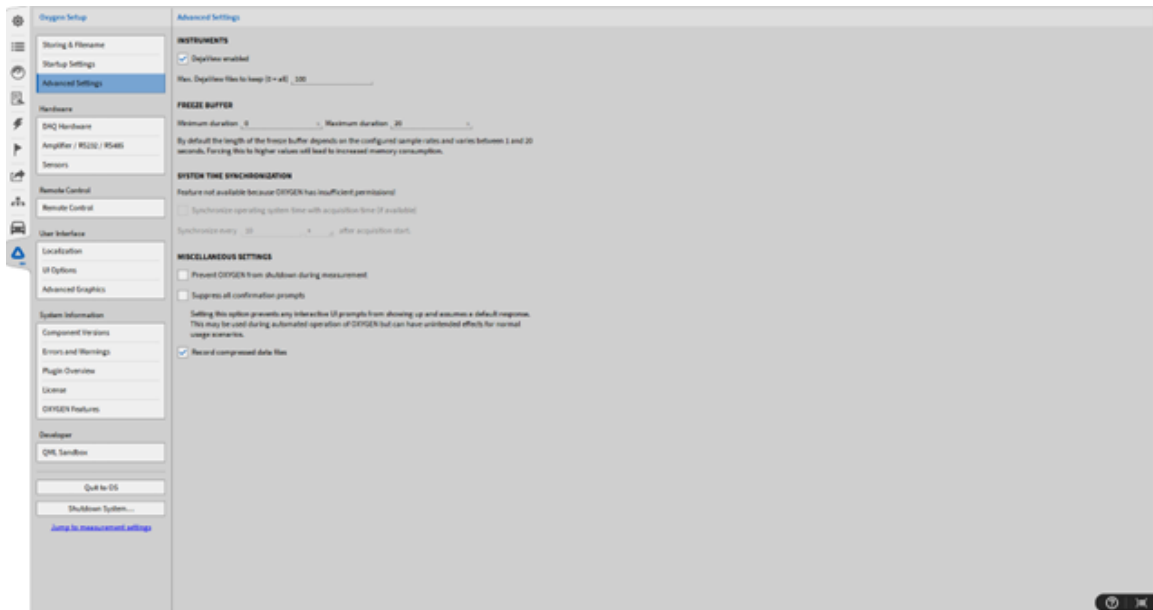 Oxygen Setup
Storing & Filename
Startup Settings
Advanced Settings
Hardware
DAQ Hardware
Amplifier / RS232 / RS485
Sensors
Remote Control
Remote Control
User Interface
Localization
UI Options
Advanced Graphics
System Information
Component Versions
Errors and Warnings
Plugin Overview
License
OXYGEN Features
Developer
QML Sandbox
Quit to OS
Shutdown System...
Jump to measurement settings
Advanced Settings
INSTRUMENTS
DejaView enabled
Max. DejaView files to keep (0 = all) 100
FREEZE BUFFER
Minimum duration 0 s, Maximum duration 20 s.
By default the length of the freeze buffer depends on the configured sample rates and varies between 1 and 20
seconds. Forcing this to higher values will lead to increased memory consumption.
SYSTEM TIME SYNCHRONIZATION
Feature not available because OXYGEN has insufficient permissions!
Synchronize operating system time with acquisition time (if available)
Synchronize every 10 s after acquisition start.
MISCELLANEOUS SETTINGS
Prevent OXYGEN from shutdown during measurement
Suppress all confirmation prompts
Setting this option prevents any interactive UI prompts from showing up and assumes a default response.
This may be used during automated operation of OXYGEN but can have unintended effects for normal
usage scenarios.
Record compressed data files